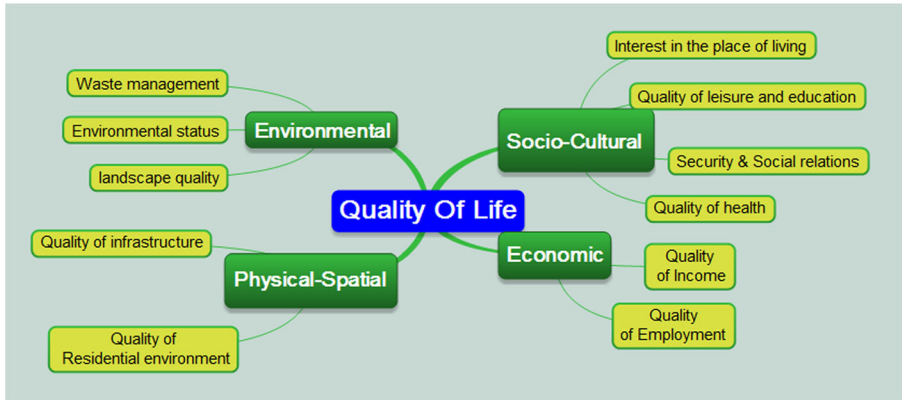 Quality Of Life
Environmental
Waste management
Environmental status
landscape quality
Physical-Spatial
Quality of infrastructure
Quality of
Residential environment
Socio-Cultural
Interest in the place of living
Quality of leisure and education
Security & Social relations
Quality of health
Economic
Quality
of Income
Quality
of Employment